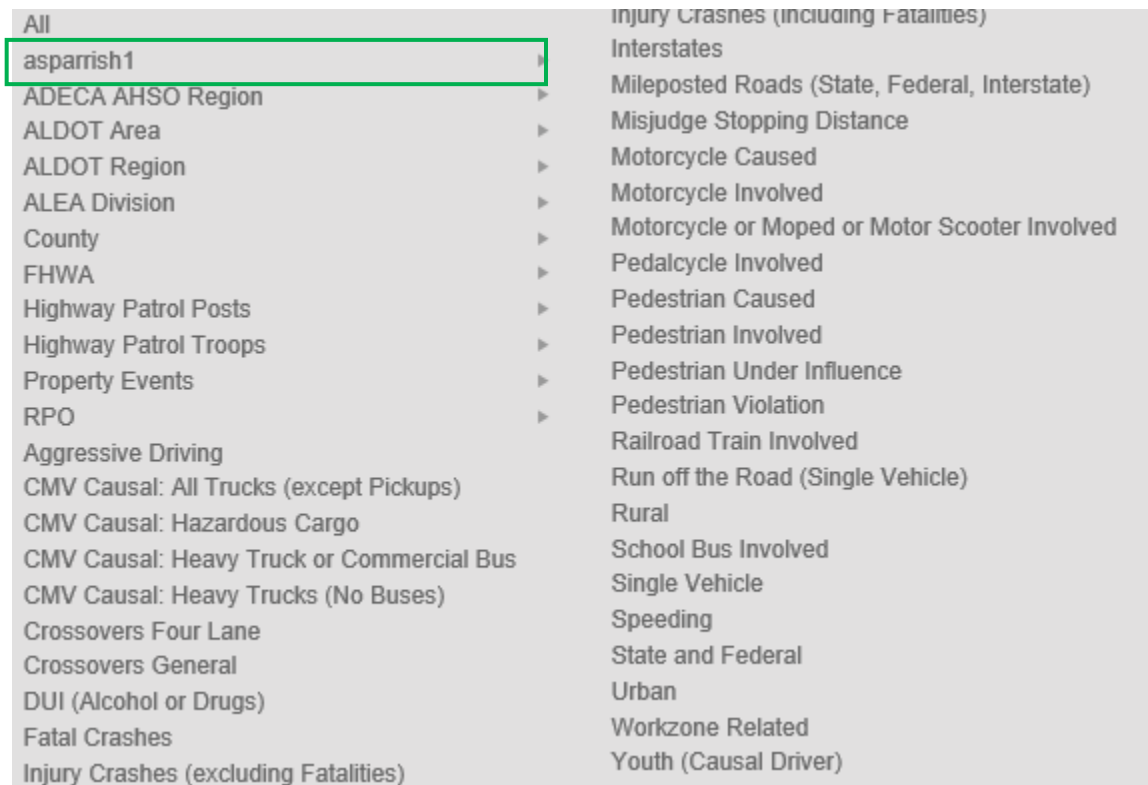 All
asparrish1
ADECA AHSO Region
ALDOT Area
ALDOT Region
ALEA Division
County
FHWA
Highway Patrol Posts
Highway Patrol Troops
Property Events
RPO
Aggressive Driving
CMV Causal: All Trucks (except Pickups)
CMV Causal: Hazardous Cargo
CMV Causal: Heavy Truck or Commercial Bus
CMV Causal: Heavy Trucks (No Buses)
Crossovers Four Lane
Crossovers General
DUI (Alcohol or Drugs)
Fatal Crashes
Injury Crashes (excluding Fatalities)
Injury Crashes (including Fatalities)
Interstates
Mileposted Roads (State, Federal, Interstate)
Misjudge Stopping Distance
Motorcycle Caused
Motorcycle Involved
Motorcycle or Moped or Motor Scooter Involved
Pedalcycle Involved
Pedestrian Caused
Pedestrian Involved
Pedestrian Under Influence
Pedestrian Violation
Railroad Train Involved
Run off the Road (Single Vehicle)
Rural
School Bus Involved
Single Vehicle
Speeding
State and Federal
Urban
Workzone Related
Youth (Causal Driver)